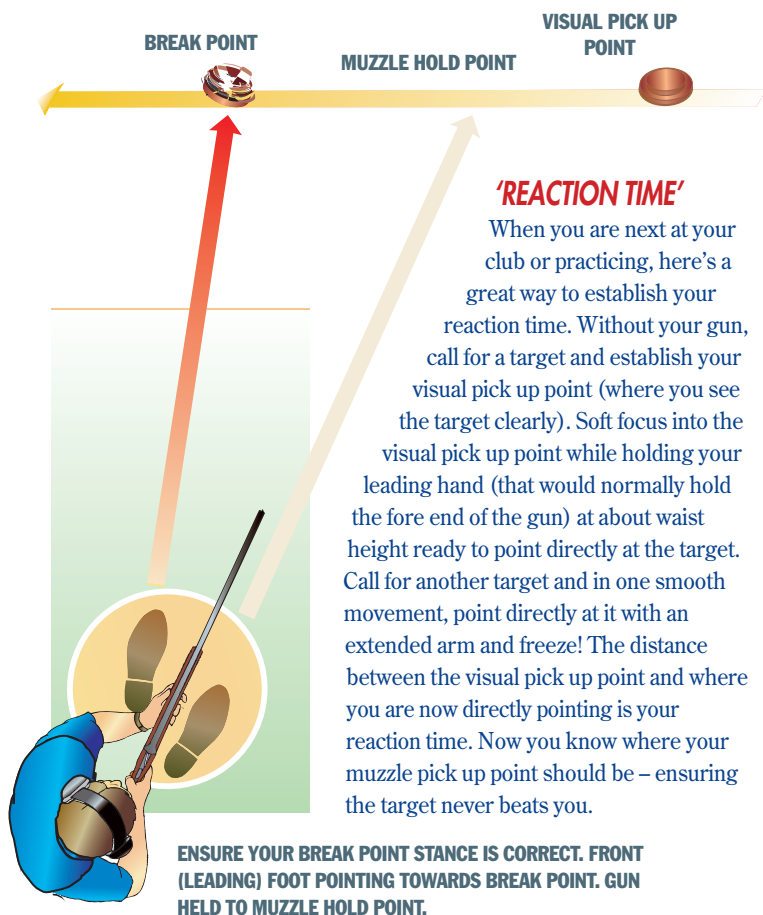 BREAK POINT
MUZZLE HOLD POINT
VISUAL PICK UP
POINT
‘REACTION TIME’
When you are next at your
club or practicing, here’s a
great way to establish your
reaction time. Without your gun,
call for a target and establish your
visual pick up point (where you see
the target clearly). Soft focus into the
visual pick up point while holding your
leading hand (that would normally hold
the fore end of the gun) at about waist
height ready to point directly at the target.
Call for another target and in one smooth
movement, point directly at it with an
extended arm and freeze! The distance
between the visual pick up point and where
you are now directly pointing is your
reaction time. Now you know where your
muzzle pick up point should be – ensuring
the target never beats you.
ENSURE YOUR BREAK POINT STANCE IS CORRECT. FRONT
(LEADING) FOOT POINTING TOWARDS BREAK POINT. GUN
HELD TO MUZZLE HOLD POINT.